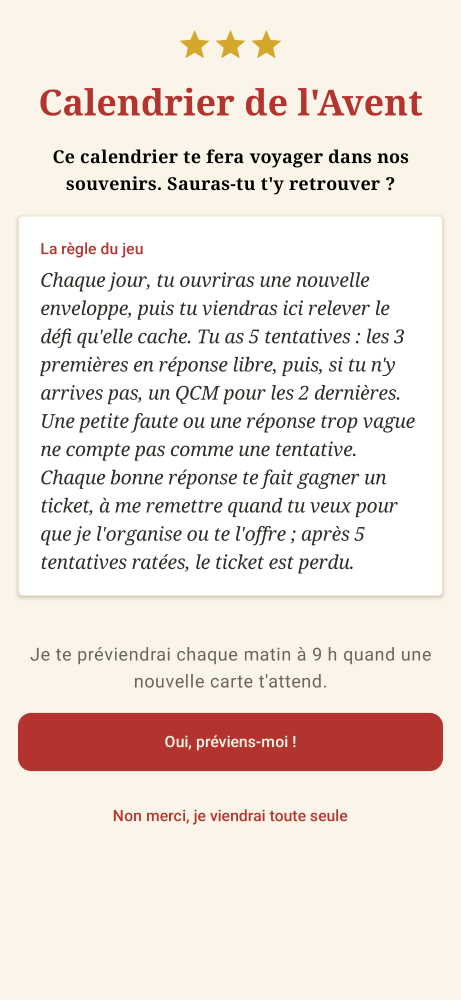 Calendrier de l'Avent
Ce calendrier te fera voyager dans nos
souvenirs. Sauras-tu t'y retrouver ?
La règle du jeu
Chaque jour, tu ouvriras une nouvelle
enveloppe, puis tu viendras ici relever le
défi qu'elle cache. Tu as 5 tentatives : les 3
premières en réponse libre, puis, si tu n'y
arrives pas, un QCM pour les 2 dernières.
Une petite faute ou une réponse trop vague
ne compte pas comme une tentative.
Chaque bonne réponse te fait gagner un
ticket, à me remettre quand tu veux pour
que je l'organise ou te l'offre ; après 5
tentatives ratées, le ticket est perdu.
Je te préviendrai chaque matin à 9 h quand une
nouvelle carte t'attend.
Oui, préviens-moi !
Non merci, je viendrai toute seule